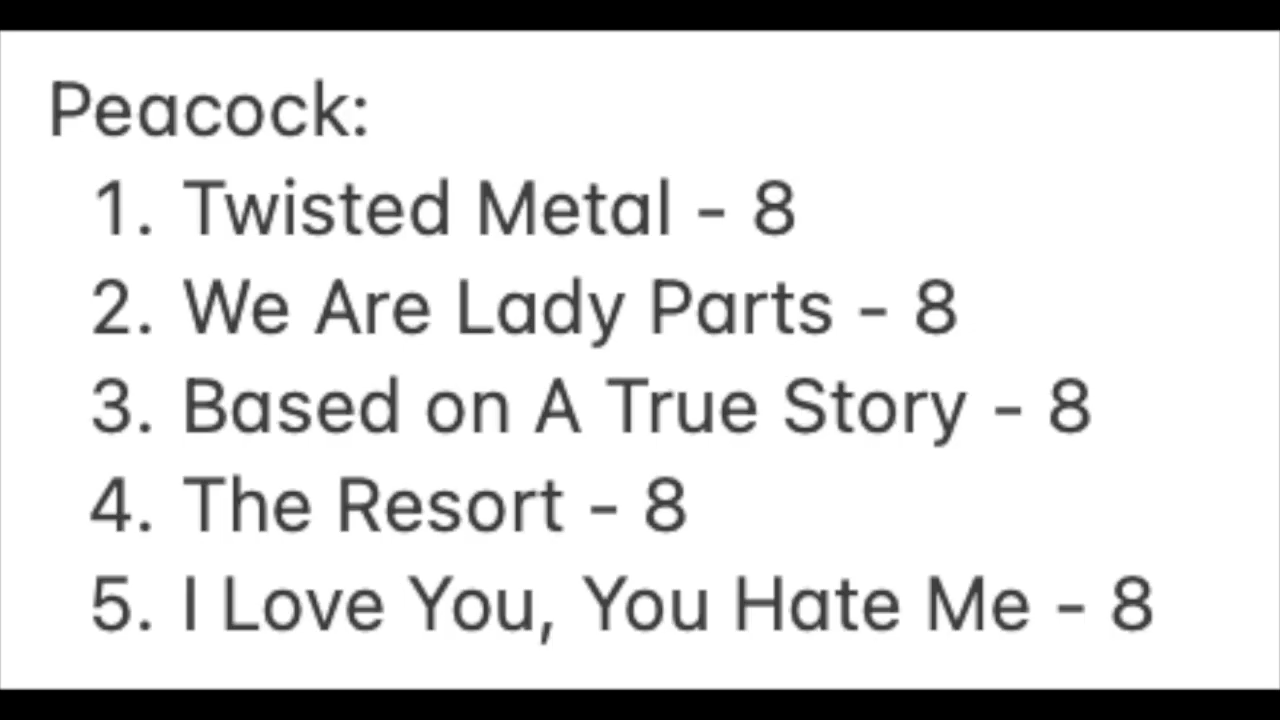 Peacock:
1. Twisted Metal - 8
2. We Are Lady Parts - 8
3. Based on A True Story - 8
4. The Resort - 8
5. I Love You, You Hate Me - 8